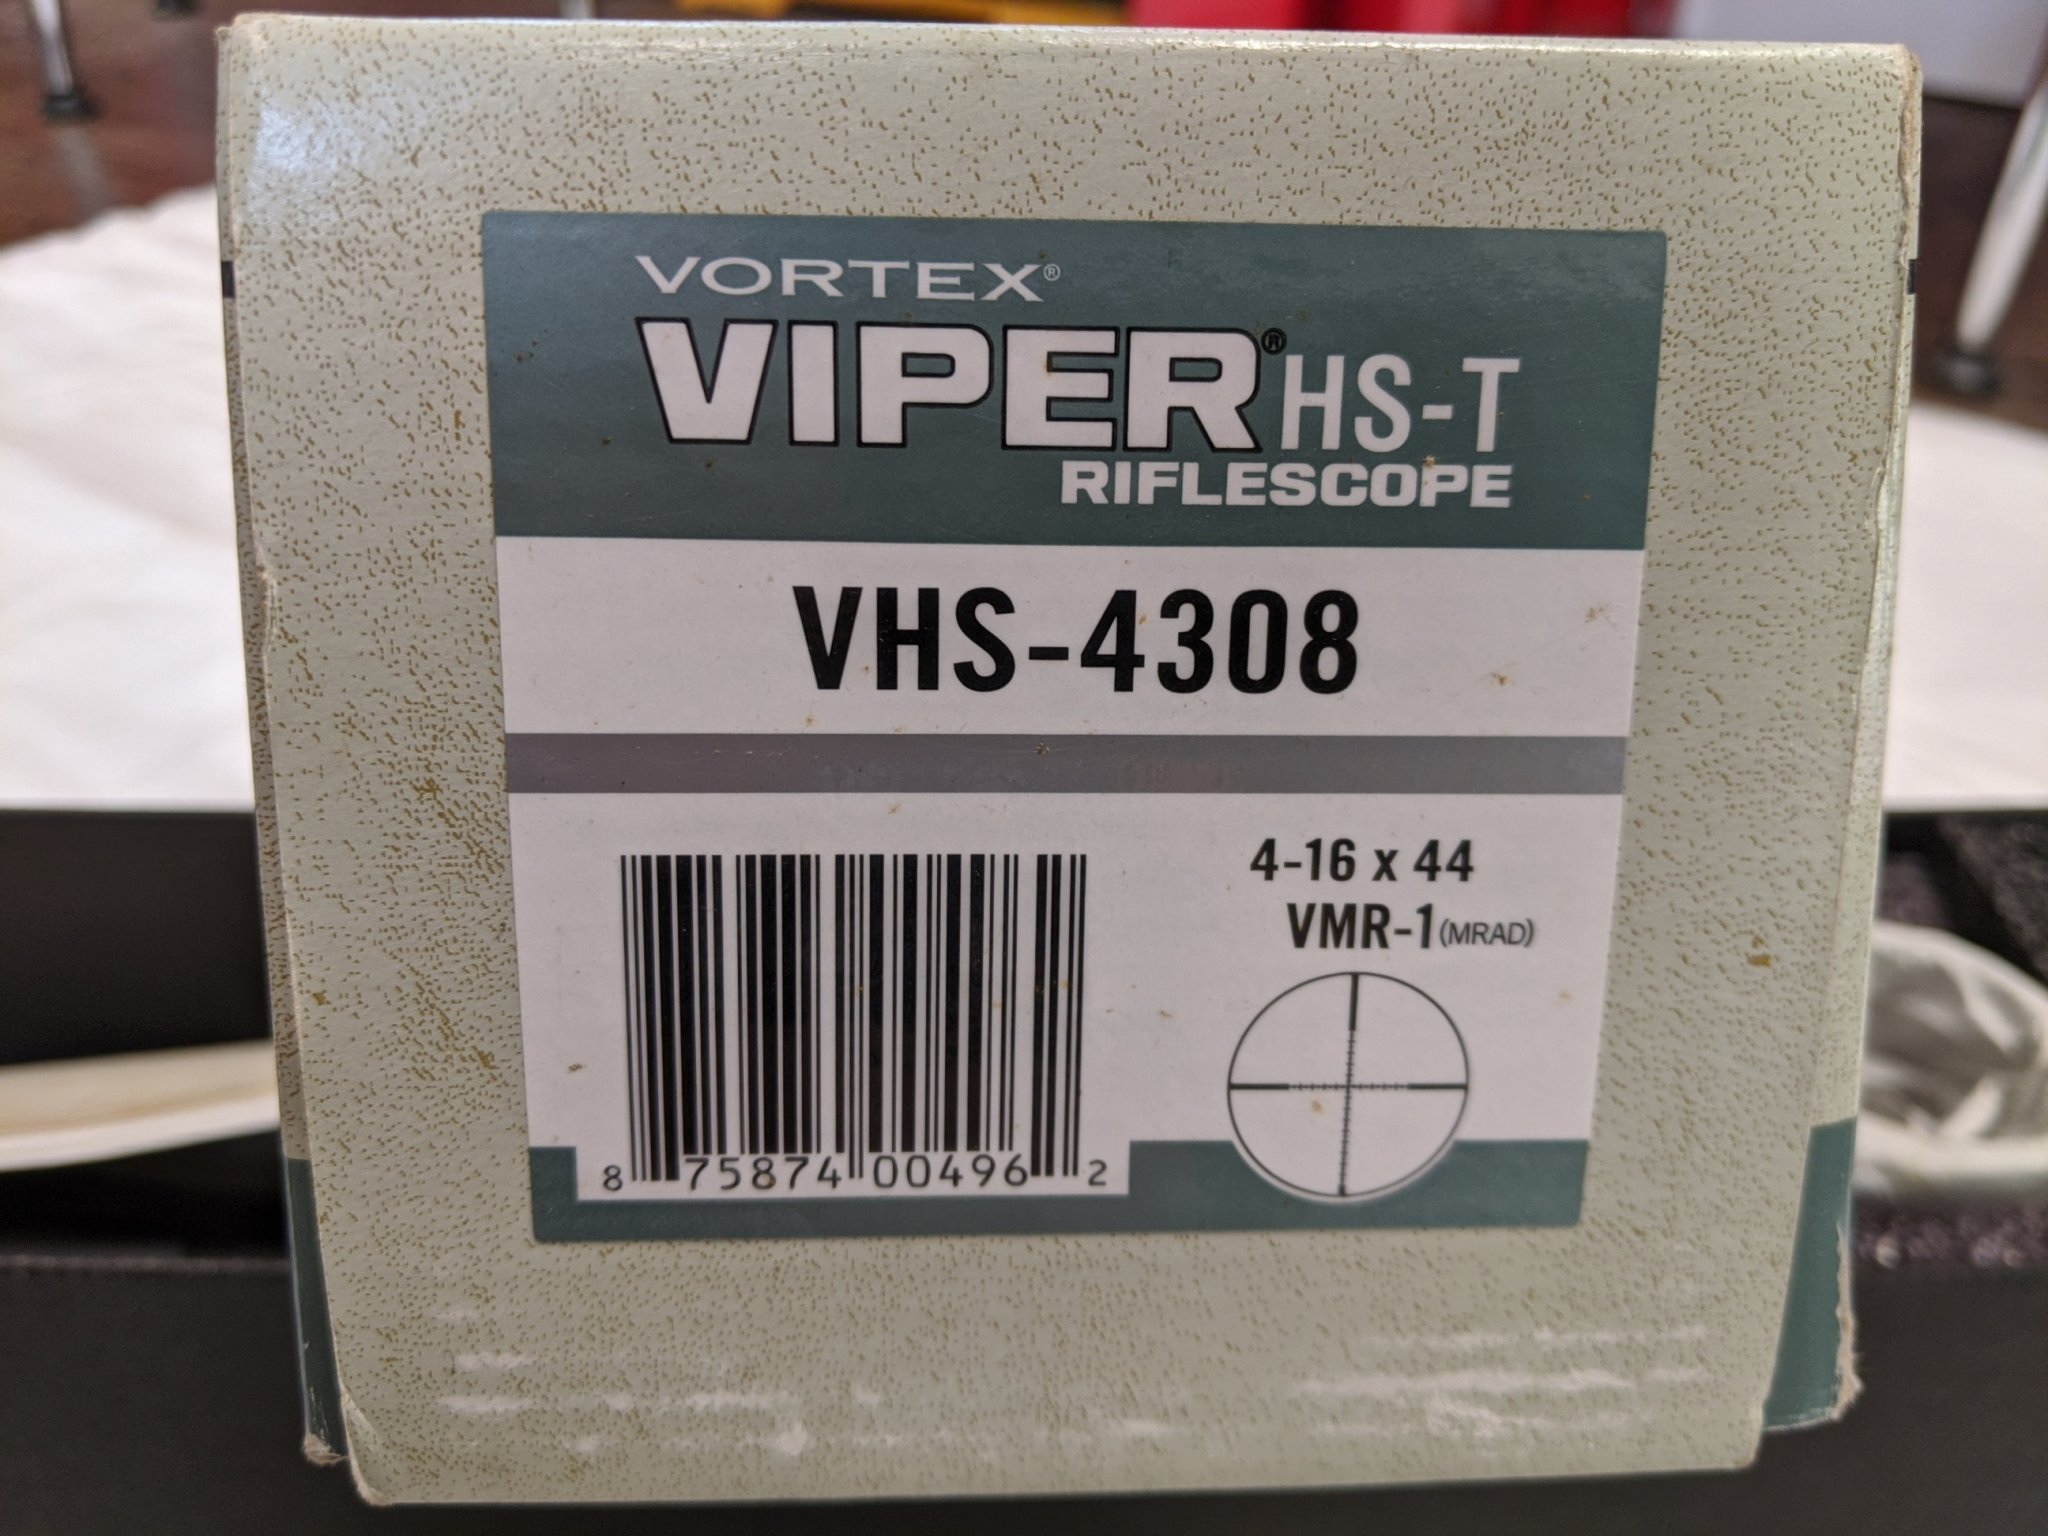 VORTEX®
VIPER® HS-T
RIFLESCOPE
VHS-4308
4-16 x 44
VMR-1 (MRAD)
8 75874 00496 2